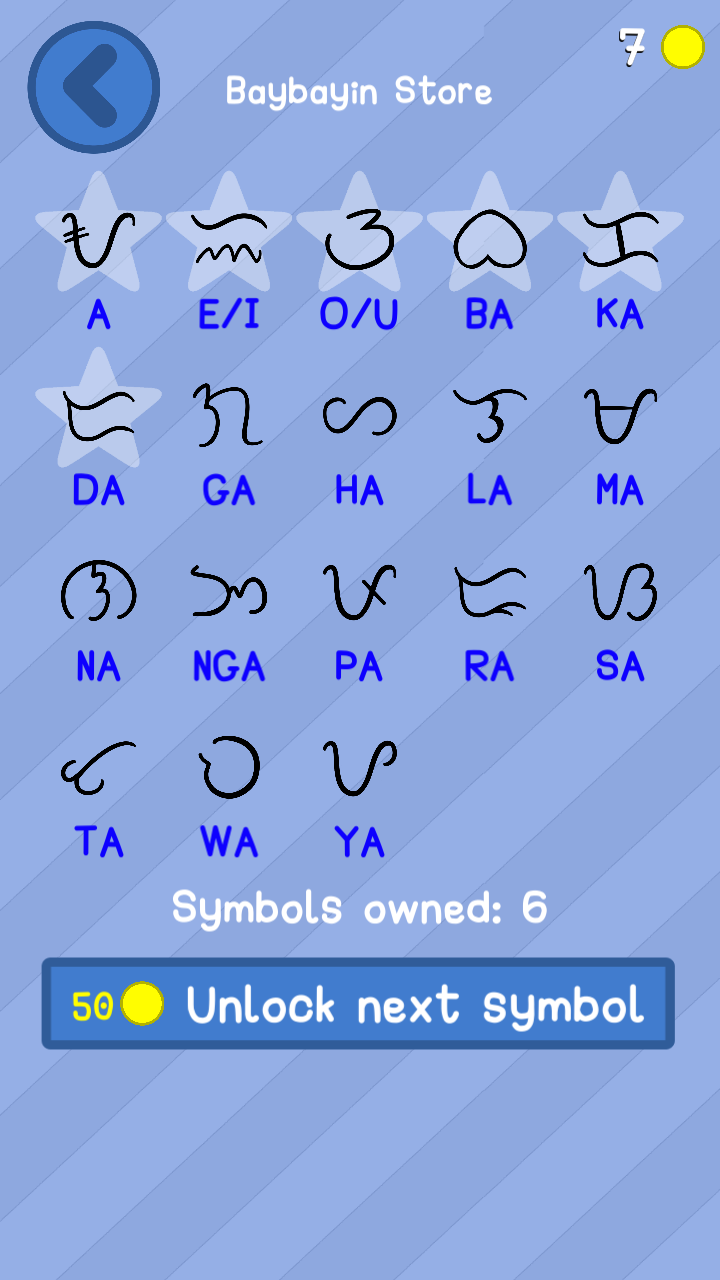 7
Baybayin Store
ᜀ ᜁ ᜂ ᜊ ᜃ
A E/I O/U BA KA
ᜇ ᜄ ᜑ ᜎ ᜋ
DA GA HA LA MA
ᜈ ᜅ ᜉ ᜍ ᜐ
NA NGA PA RA SA
ᜆ ᜏ ᜌ
TA WA YA
Symbols owned: 6
50 Unlock next symbol